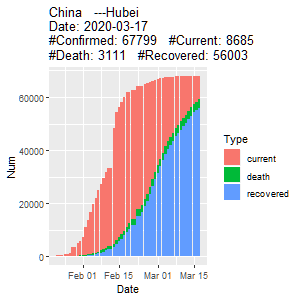 China   ---Hubei
Date: 2020-03-17
#Confirmed: 67799   #Current: 8685
#Death: 3111   #Recovered: 56003
Num
60000
40000
20000
0
Feb 01   Feb 15   Mar 01   Mar 15
Date
Type
current
death
recovered